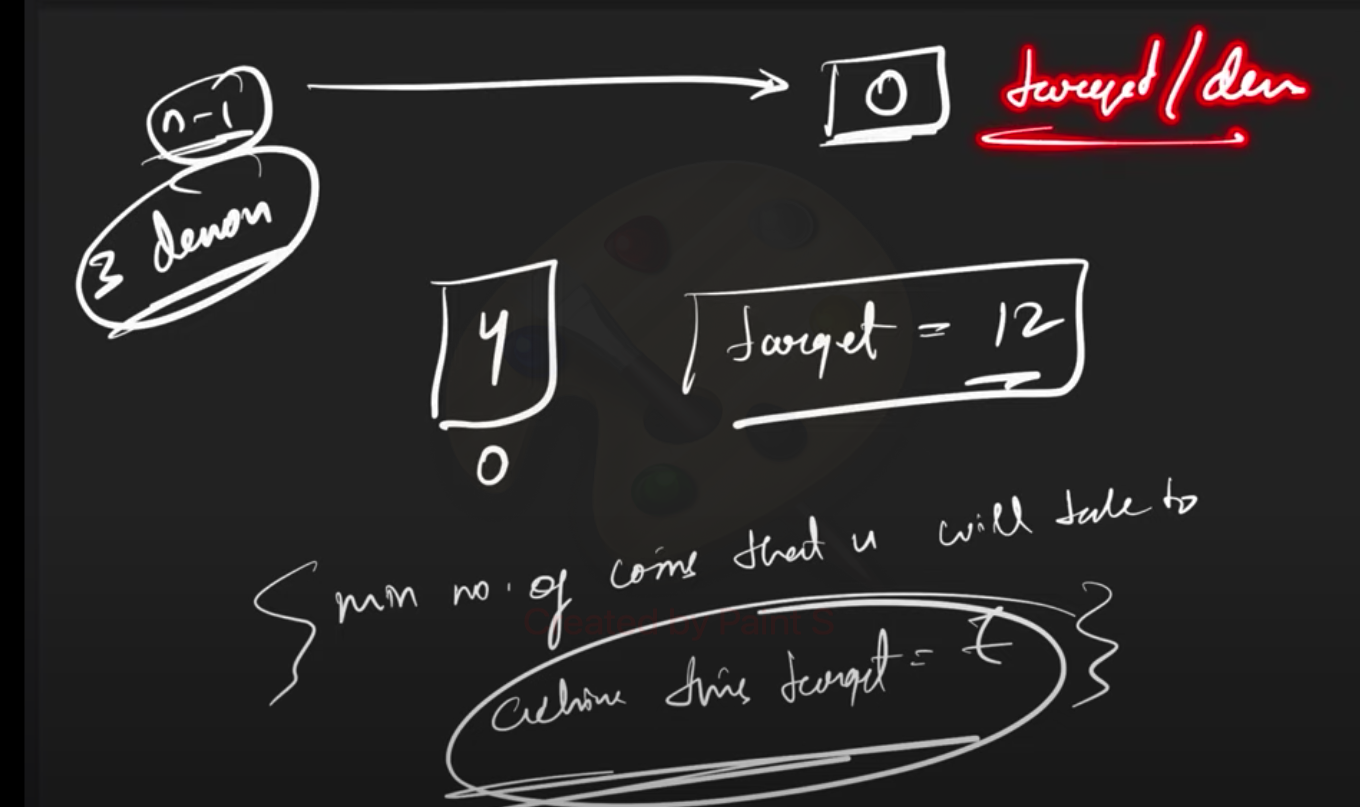 n-1
0 target/den
3 denom
4 target = 12
0
min no. of coins that u will take to
achieve this target = t
Created by Paint S